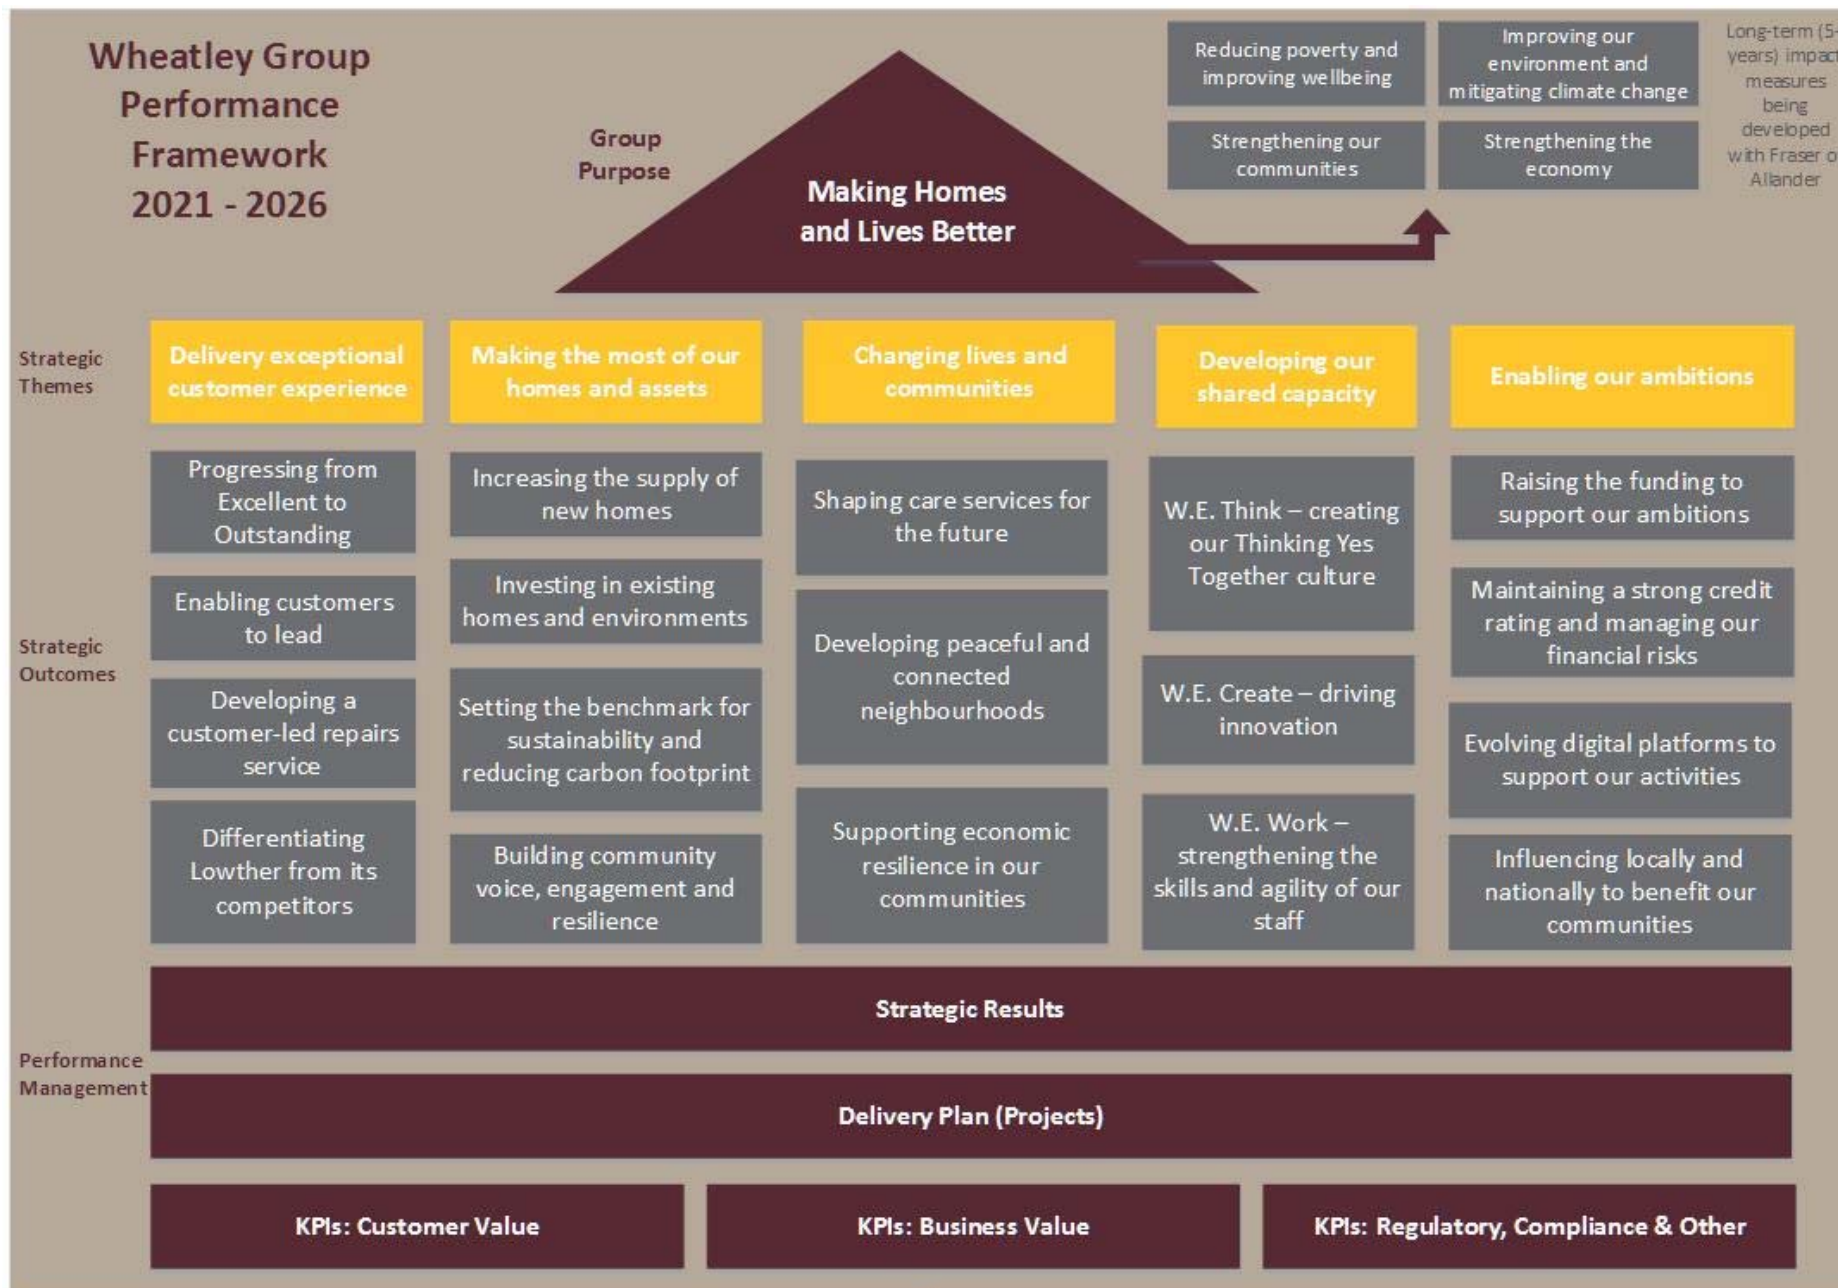 Wheatley Group
Performance
Framework
2021 - 2026
Group
Purpose
Making Homes
and Lives Better
Reducing poverty and
improving wellbeing
Improving our
environment and
mitigating climate change
Strengthening our
communities
Strengthening the
economy
Long-term (5-
years) impact
measures
being
developed
with Fraser o
Allander
Strategic
Themes
Delivery exceptional
customer experience
Making the most of our
homes and assets
Changing lives and
communities
Developing our
shared capacity
Enabling our ambitions
Strategic
Outcomes
Progressing from
Excellent to
Outstanding
Enabling customers
to lead
Developing a
customer-led repairs
service
Differentiating
Lowther from its
competitors
Increasing the supply of
new homes
Investing in existing
homes and environments
Setting the benchmark for
sustainability and
reducing carbon footprint
Building community
voice, engagement and
resilience
Shaping care services for
the future
Developing peaceful and
connected
neighbourhoods
Supporting economic
resilience in our
communities
W.E. Think – creating
our Thinking Yes
Together culture
W.E. Create – driving
innovation
W.E. Work –
strengthening the
skills and agility of our
staff
Raising the funding to
support our ambitions
Maintaining a strong credit
rating and managing our
financial risks
Evolving digital platforms to
support our activities
Influencing locally and
nationally to benefit our
communities
Performance
Management
Strategic Results
Delivery Plan (Projects)
KPIs: Customer Value
KPIs: Business Value
KPIs: Regulatory, Compliance & Other